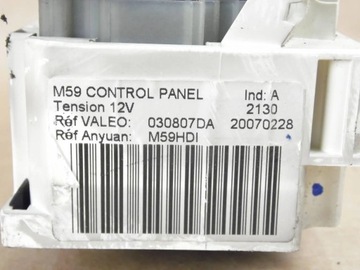 M59 CONTROL PANEL Ind: A
Tension 12V 2130
Réf VALEO: 030807DA 20070228
Réf Anyuan: M59HDI